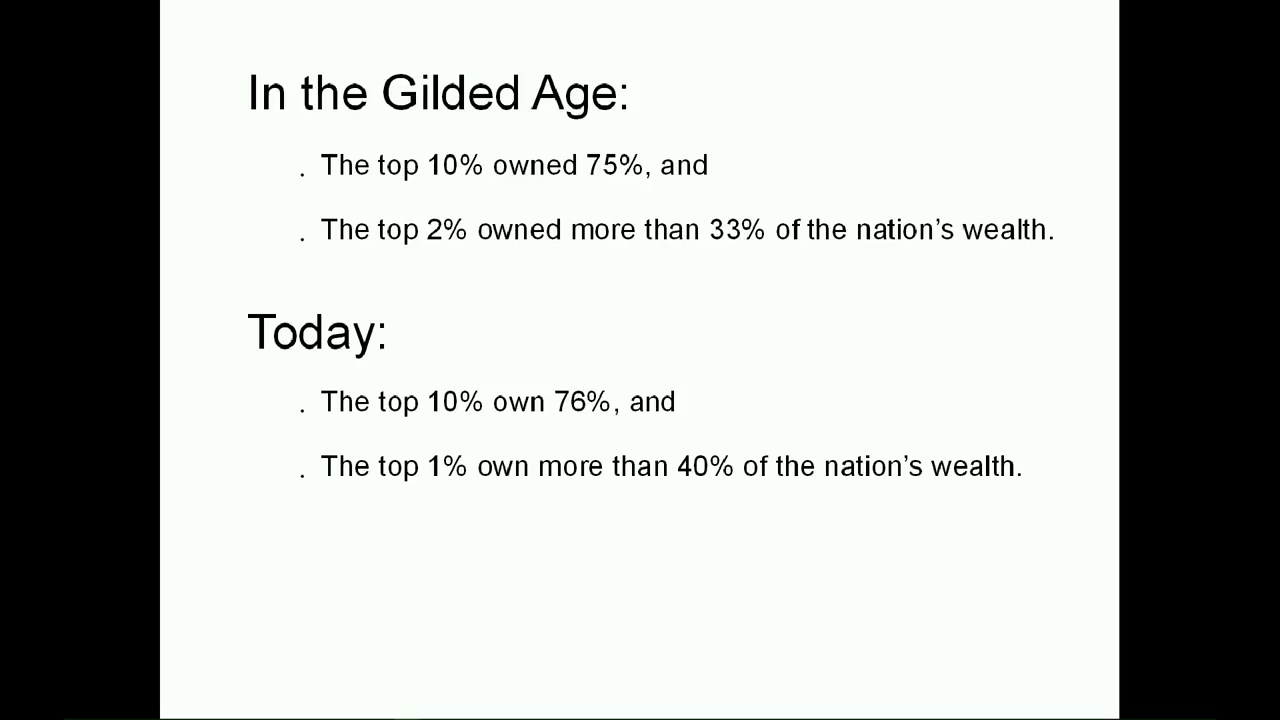 In the Gilded Age:
. The top 10% owned 75%, and
. The top 2% owned more than 33% of the nation’s wealth.
Today:
. The top 10% own 76%, and
. The top 1% own more than 40% of the nation’s wealth.